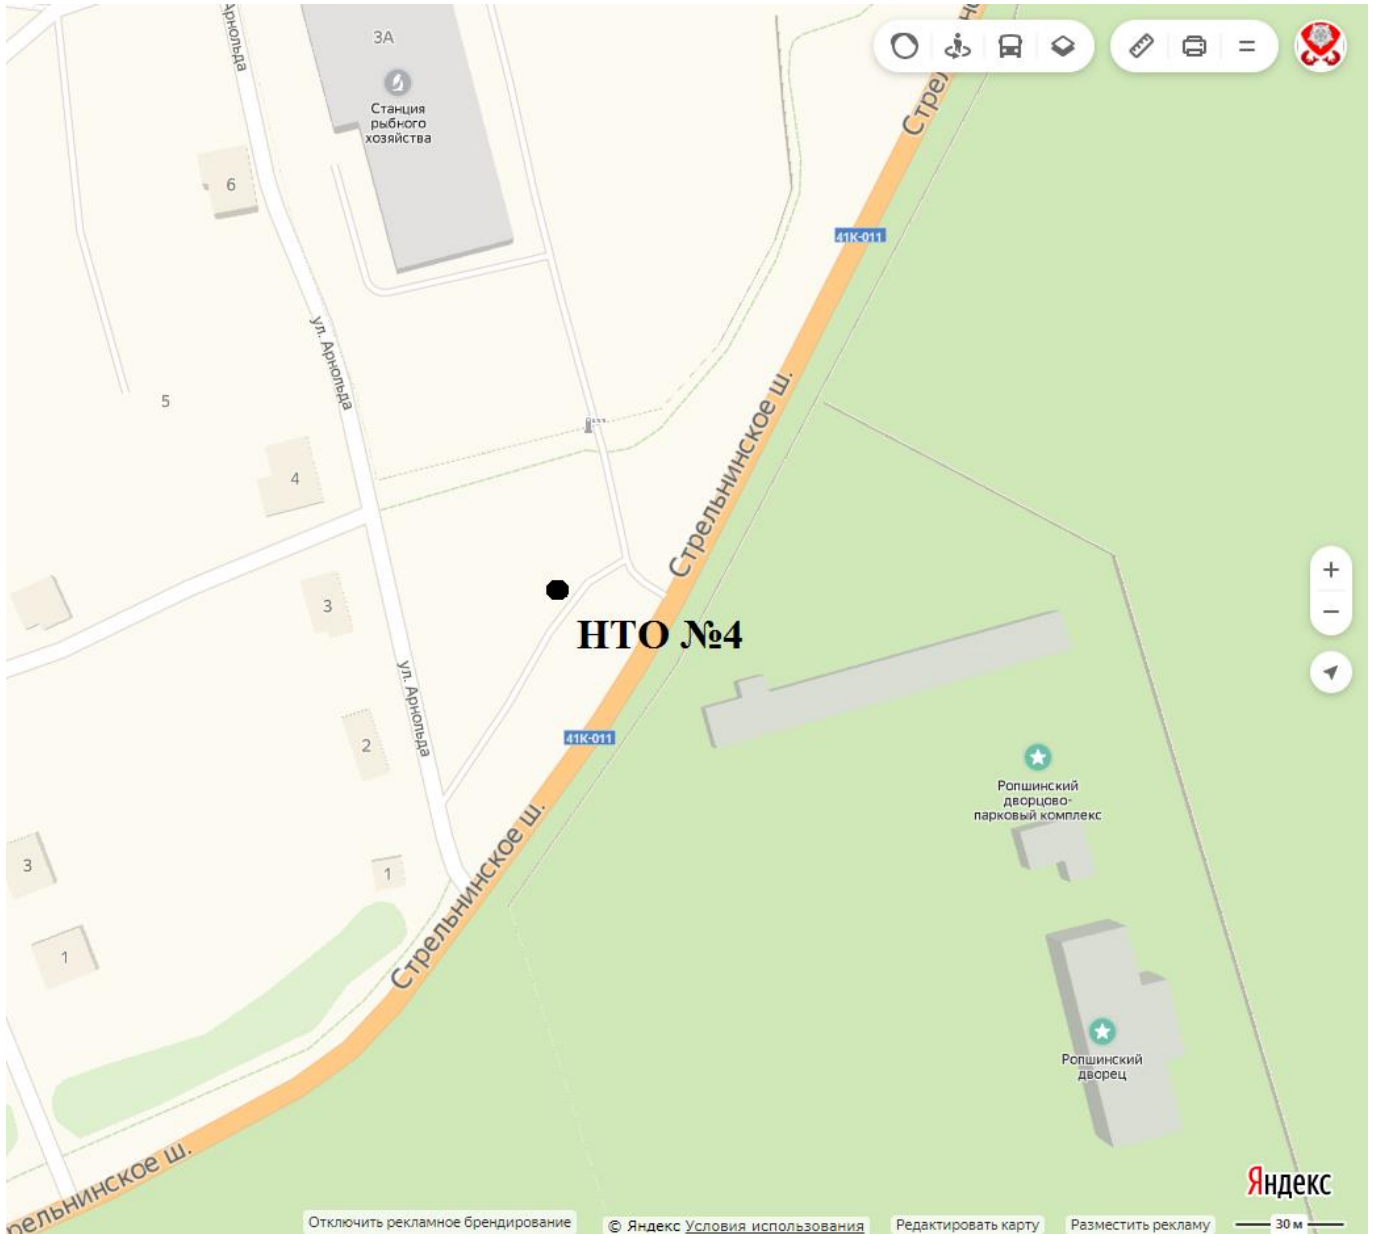 Арнольда
3А
Станция
рыбного
хозяйства
6
41К-011
ул. Арнольда
5
Стрельнинское ш.
4
3
НТО №4
ул. Арнольда
41К-011
2
Ропшинский
дворцово-
парковый комплекс
3
1
Стрельнинское ш.
1
Ропшинский
дворец
Яндекс
Отключить рекламное брендирование
© Яндекс Условия использования
Редактировать карту
Разместить рекламу
30 м